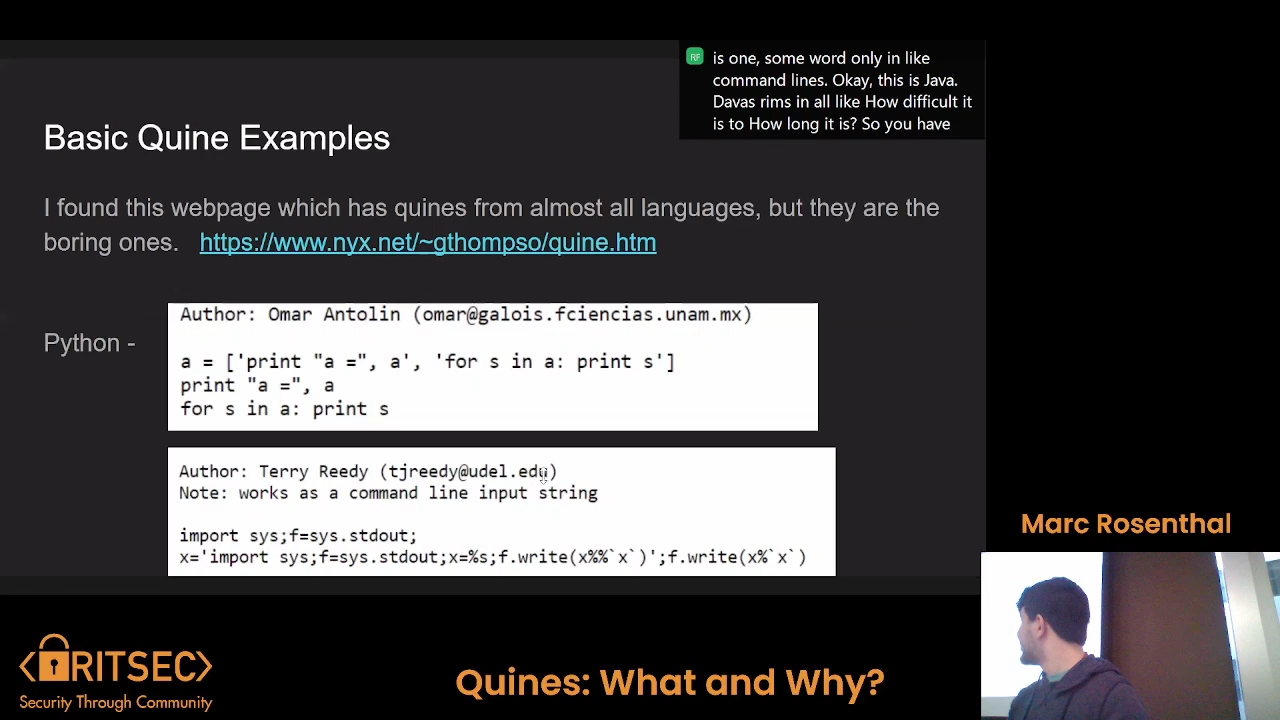 is one, some word only in like
command lines. Okay, this is Java.
Davas rims in all like How difficult it
is to How long it is? So you have
RF
Basic Quine Examples
I found this webpage which has quines from almost all languages, but they are the
boring ones. https://www.nyx.net/~gthompso/quine.htm
Python -
Author: Omar Antolin (omar@galois.fciencias.unam.mx)
a = ['print "a =", a', 'for s in a: print s']
print "a =", a
for s in a: print s
Author: Terry Reedy (tjreedy@udel.edu)
Note: works as a command line input string
import sys;f=sys.stdout;
x='import sys;f=sys.stdout;x=%s;f.write(x%%`x`)';f.write(x%`x`)
Marc Rosenthal
RITSEC
Security Through Community
Quines: What and Why?